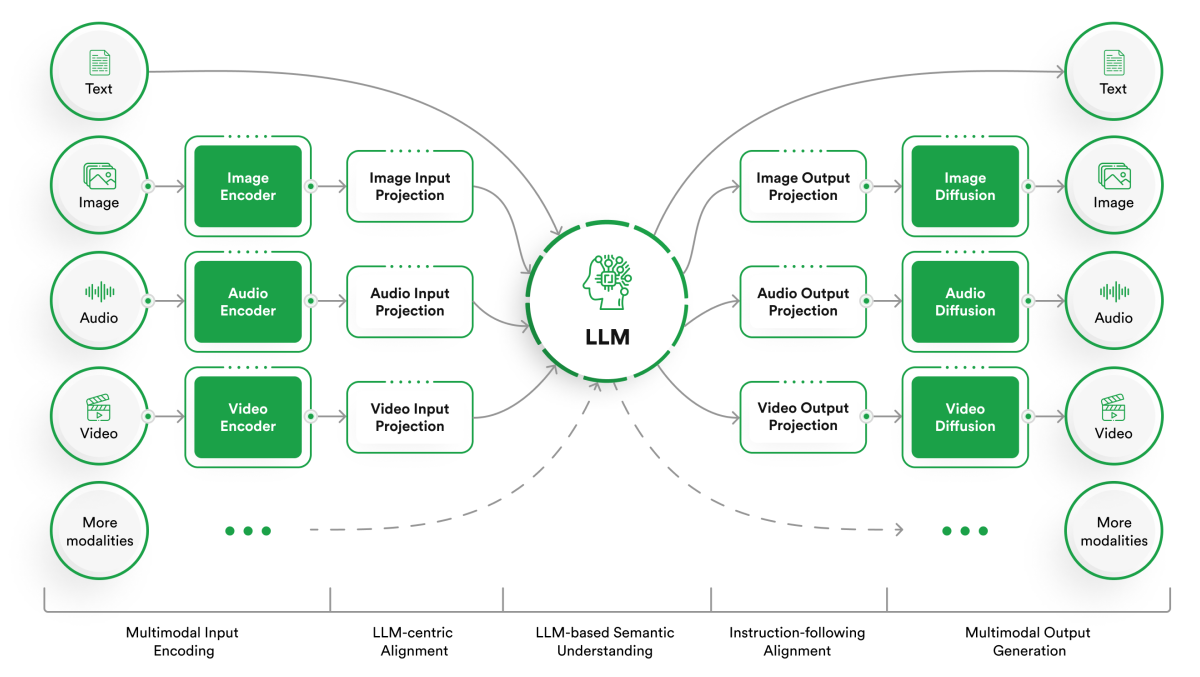 Text
Text
Image
Encoder
Image Input
Projection
Image Output
Projection
Image
Diffusion
Image
Image
Audio
Encoder
Audio Input
Projection
LLM
Audio Output
Projection
Audio
Diffusion
Audio
Audio
Video
Encoder
Video Input
Projection
Video Output
Projection
Video
Diffusion
Video
Video
More
modalities
More
modalities
Multimodal Input
Encoding
LLM-centric
Alignment
LLM-based Semantic
Understanding
Instruction-following
Alignment
Multimodal Output
Generation